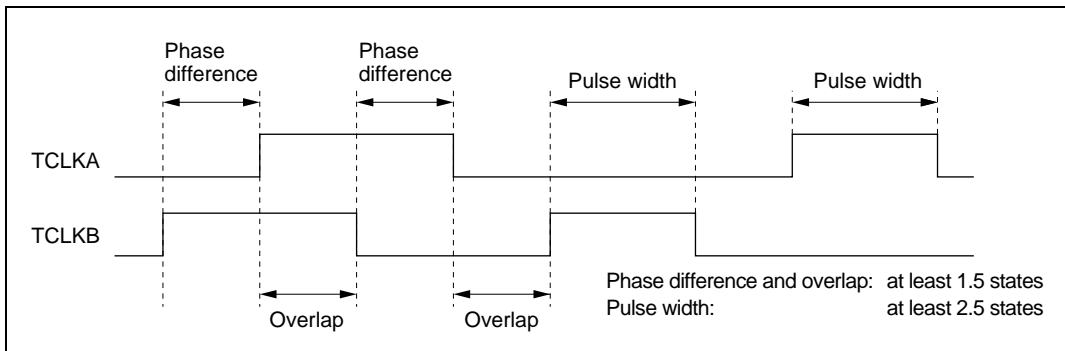 Phase
difference
Phase
difference
Pulse width
Pulse width
TCLKA
TCLKB
Overlap
Overlap
Phase difference and overlap: at least 1.5 states
Pulse width: at least 2.5 states